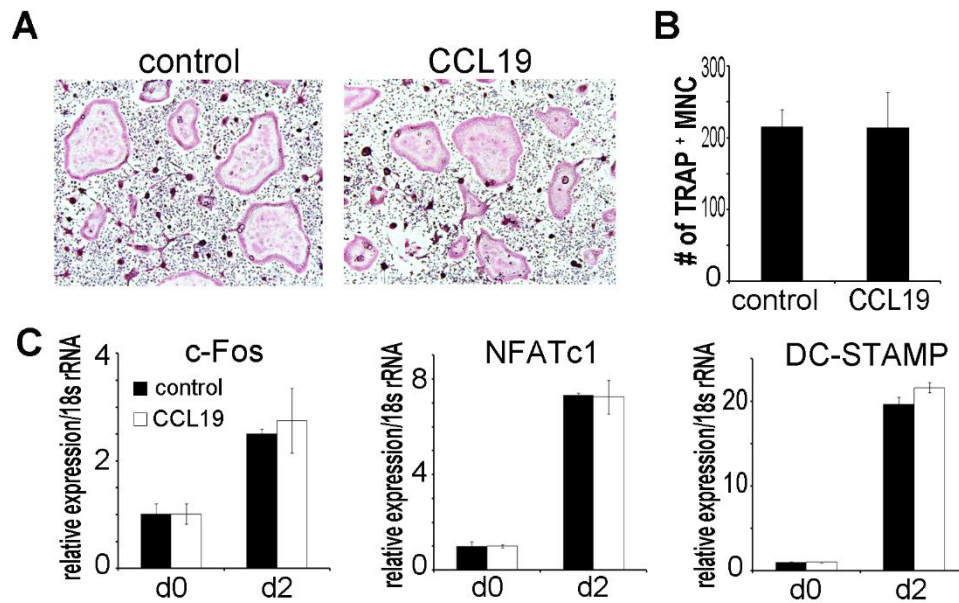 A
control
CCL19
B
# of TRAP + MNC
300
200
100
0
control
CCL19
C
c-Fos
relative expression/18s rRNA
4
2
0
control
CCL19
d0
d2
NFATc1
relative expression/18s rRNA
8
4
0
d0
d2
DC-STAMP
relative expression/18s rRNA
20
10
0
d0
d2